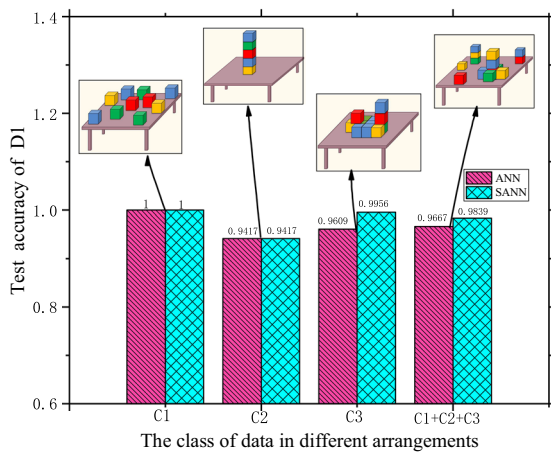 1.4
1.2
1.0
0.8
0.6
Test accuracy of D1
ANN
SANN
1
1
0.9417
0.9417
0.9609
0.9956
0.9667
0.9839
C1
C2
C3
C1+C2+C3
The class of data in different arrangements